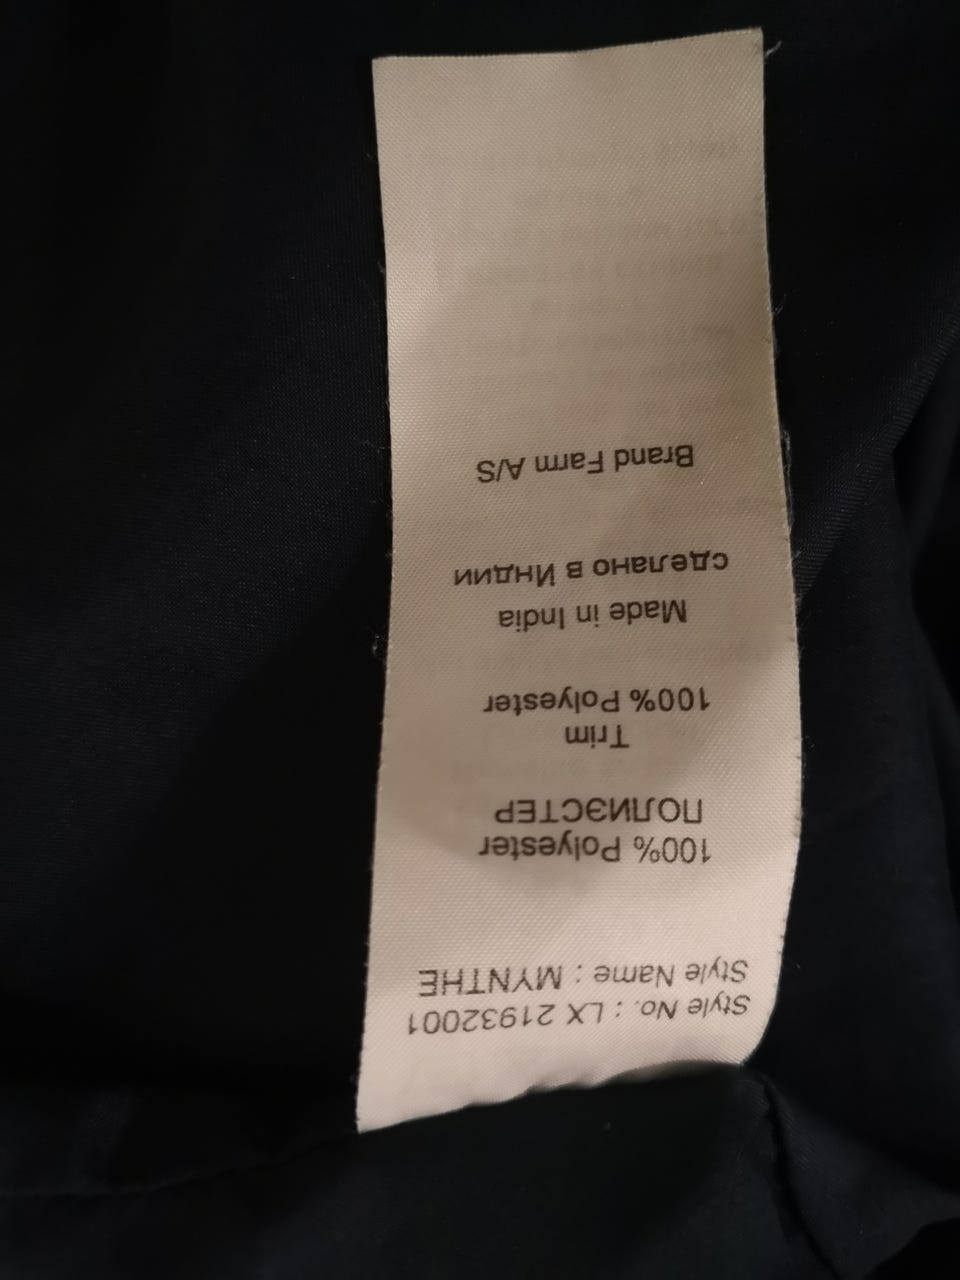 Style No. : LX 21932001
Style Name : MYNTHE
100% Polyester
ПОЛИЭСТЕР
Trim
100% Polyester
Made in India
сделано в Индии
Brand Farm A/S